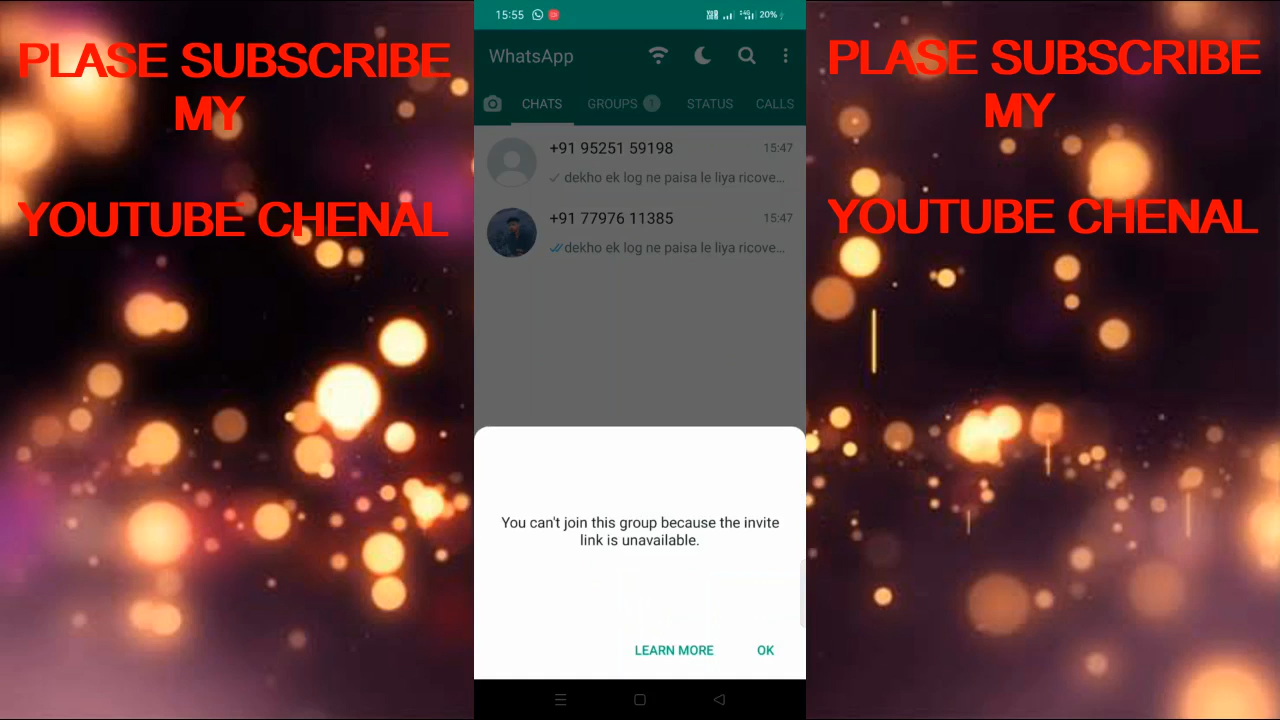 PLASE SUBSCRIBE
MY
YOUTUBE CHENAL
15:55 20%
WhatsApp
CHATS GROUPS 1 STATUS CALLS
+91 95251 59198 15:47
dekho ek log ne paisa le liya ricove...
+91 77976 11385 15:47
dekho ek log ne paisa le liya ricove...
You can't join this group because the invite
link is unavailable.
LEARN MORE OK
PLASE SUBSCRIBE
MY
YOUTUBE CHENAL